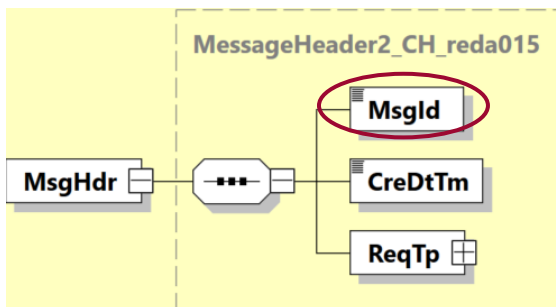 MessageHeader2_CH_reda015
MsgId
MsgHdr
CreDtTm
ReqTp